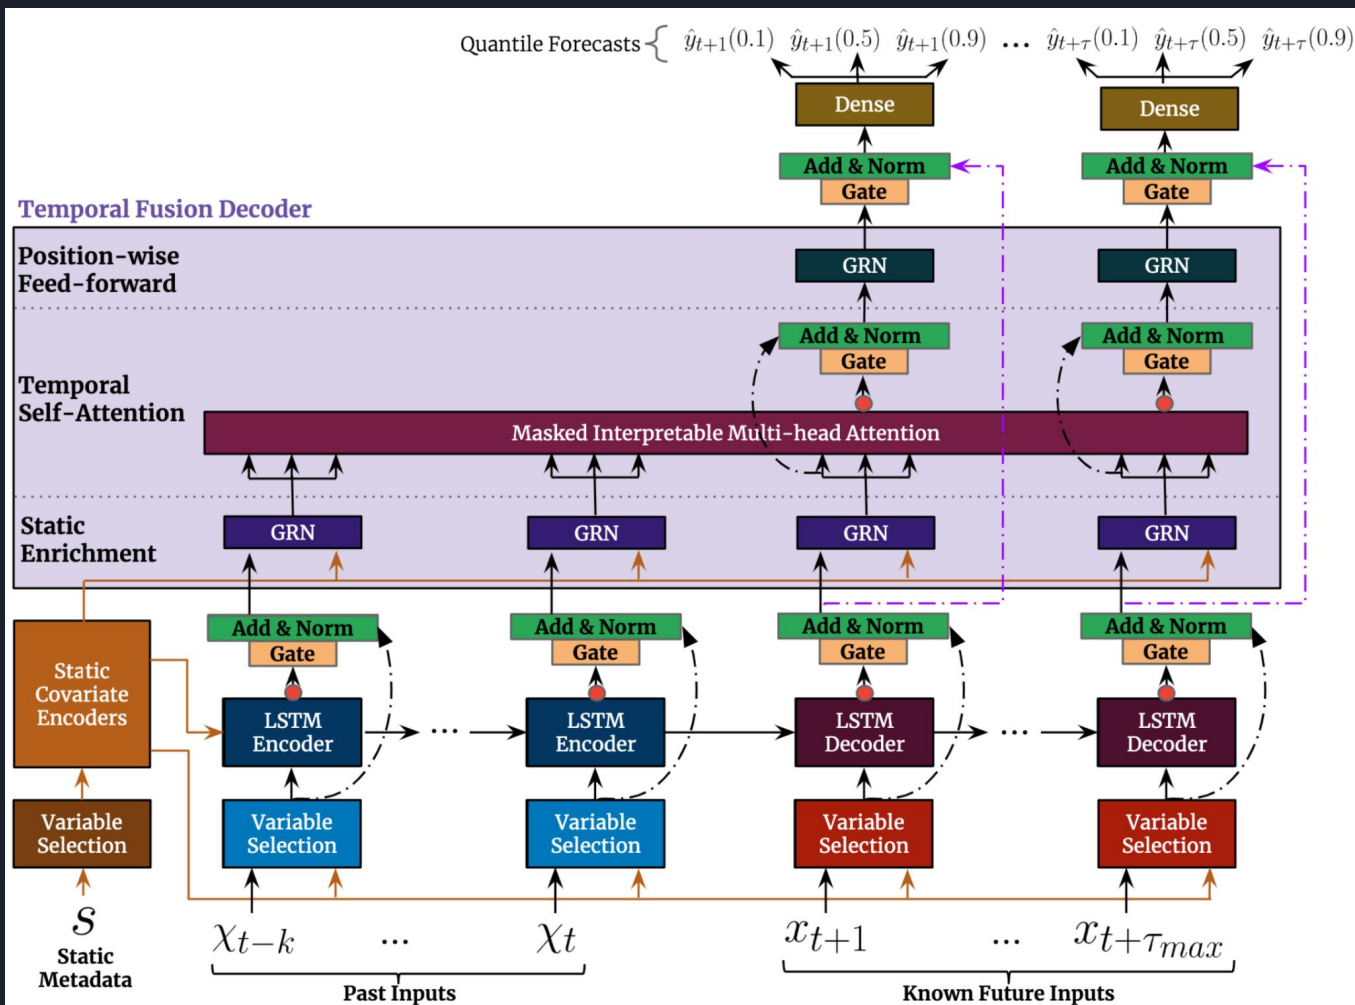 Quantile Forecasts { ŷt+1(0.1) ŷt+1(0.5) ŷt+1(0.9) ... ŷt+τ(0.1) ŷt+τ(0.5) ŷt+τ(0.9)
Dense Dense
Add & Norm Add & Norm
Gate Gate
Temporal Fusion Decoder
Position-wise
Feed-forward
GRN GRN
Add & Norm Add & Norm
Gate Gate
Temporal
Self-Attention
Masked Interpretable Multi-head Attention
Static
Enrichment
GRN GRN GRN GRN
Add & Norm Add & Norm Add & Norm Add & Norm
Gate Gate Gate Gate
Static
Covariate
Encoders
LSTM
Encoder
...
LSTM
Encoder
LSTM
Decoder
...
LSTM
Decoder
Variable
Selection
Variable
Selection
Variable
Selection
Variable
Selection
Variable
Selection
s
Static
Metadata
χt−k ... χt xt+1 ... xt+τmax
Past Inputs Known Future Inputs